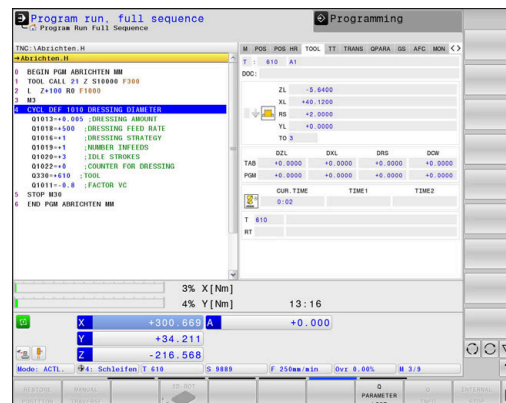 Program run, full sequence
Program Run Full Sequence
Programming
TNC:\Abrichten.H
→Abrichten.H
0 BEGIN PGM ABRICHTEN MM
1 TOOL CALL 21 Z S10000 F300
2 L Z+100 R0 F1000
3 M3
4 CYCL DEF 1010 DRESSING DIAMETER
Q1013=+0.005 ;DRESSING AMOUNT
Q1018=+500 ;DRESSING FEED RATE
Q1016=+1 ;DRESSING STRATEGY
Q1019=+1 ;NUMBER INFEEDS
Q1020=+3 ;IDLE STROKES
Q1022=+0 ;COUNTER FOR DRESSING
Q330=+610 ;TOOL
Q1011=-0.8 ;FACTOR VC
5 STOP M30
6 END PGM ABRICHTEN MM
M POS POS HR TOOL TT TRANS QPARA GS AFC MON
T : 610 A1
DOC:
ZL -5.6400
XL +40.1200
RS +2.0000
YL +0.0000
TO 3
DZL DXL DRS DCW
TAB +0.0000 +0.0000 +0.0000 +0.0000
PGM +0.0000 +0.0000 +0.0000 +0.0000
CUR.TIME TIME1 TIME2
0:02
T 610
RT
3% X[Nm]
4% Y[Nm] 13:16
X +300.669 A +0.000
Y +34.211
Z -216.568
Mode: ACTL. 4: Schleifen T 610 S 9089 F 250mm/min Ovr 0.00% M 3/9
RESTORE MANUAL 3D ROT Q INTERNAL
POSITION PARAMETER